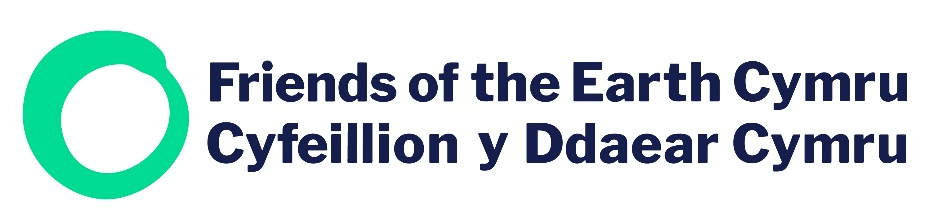 Friends of the Earth Cymru
Cyfeillion y Ddaear Cymru